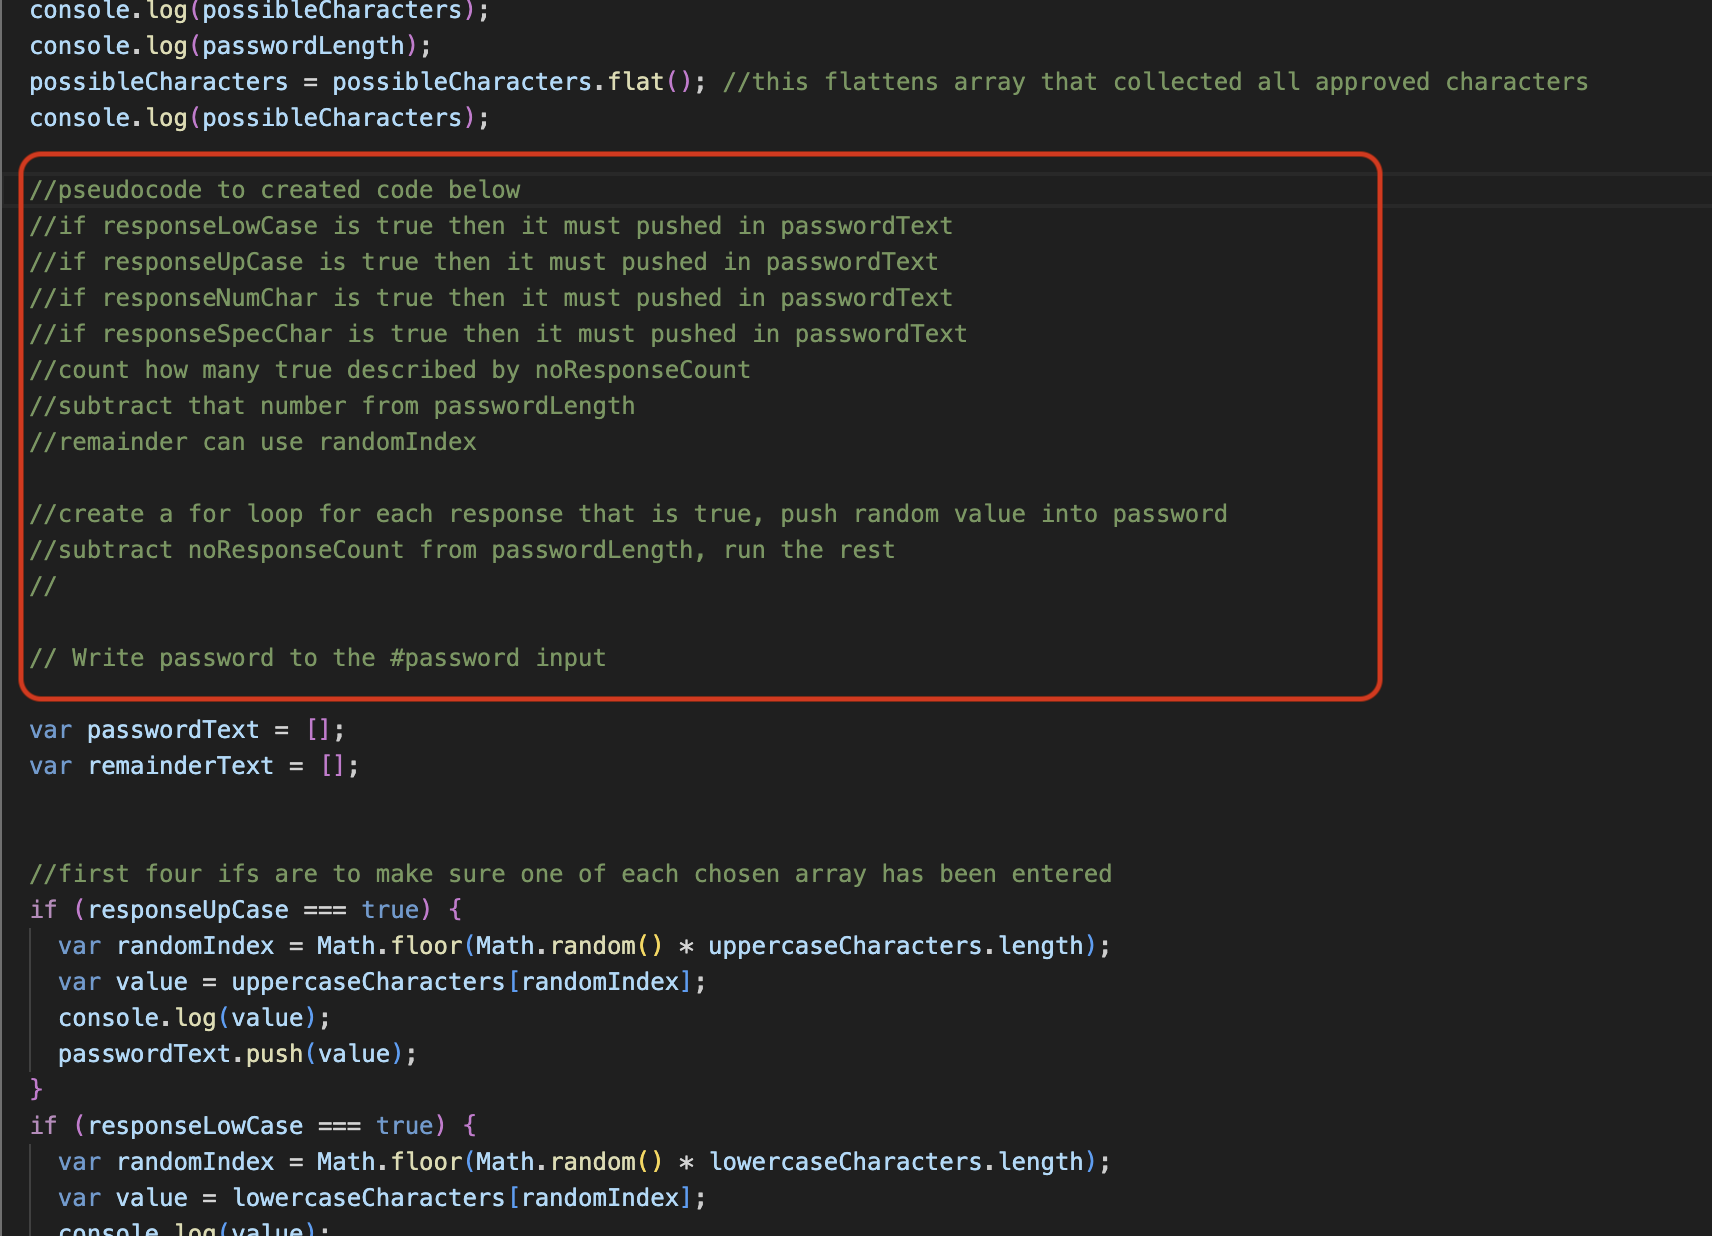 console.log(possibleCharacters);
console.log(passwordLength);
possibleCharacters = possibleCharacters.flat(); //this flattens array that collected all approved characters
console.log(possibleCharacters);
//pseudocode to created code below
//if responseLowCase is true then it must pushed in passwordText
//if responseUpCase is true then it must pushed in passwordText
//if responseNumChar is true then it must pushed in passwordText
//if responseSpecChar is true then it must pushed in passwordText
//count how many true described by noResponseCount
//subtract that number from passwordLength
//remainder can use randomIndex
//create a for loop for each response that is true, push random value into password
//subtract noResponseCount from passwordLength, run the rest
//
// Write password to the #password input
var passwordText = [];
var remainderText = [];
//first four ifs are to make sure one of each chosen array has been entered
if (responseUpCase === true) {
var randomIndex = Math.floor(Math.random() * uppercaseCharacters.length);
var value = uppercaseCharacters[randomIndex];
console.log(value);
passwordText.push(value);
}
if (responseLowCase === true) {
var randomIndex = Math.floor(Math.random() * lowercaseCharacters.length);
var value = lowercaseCharacters[randomIndex];
console.log(value);